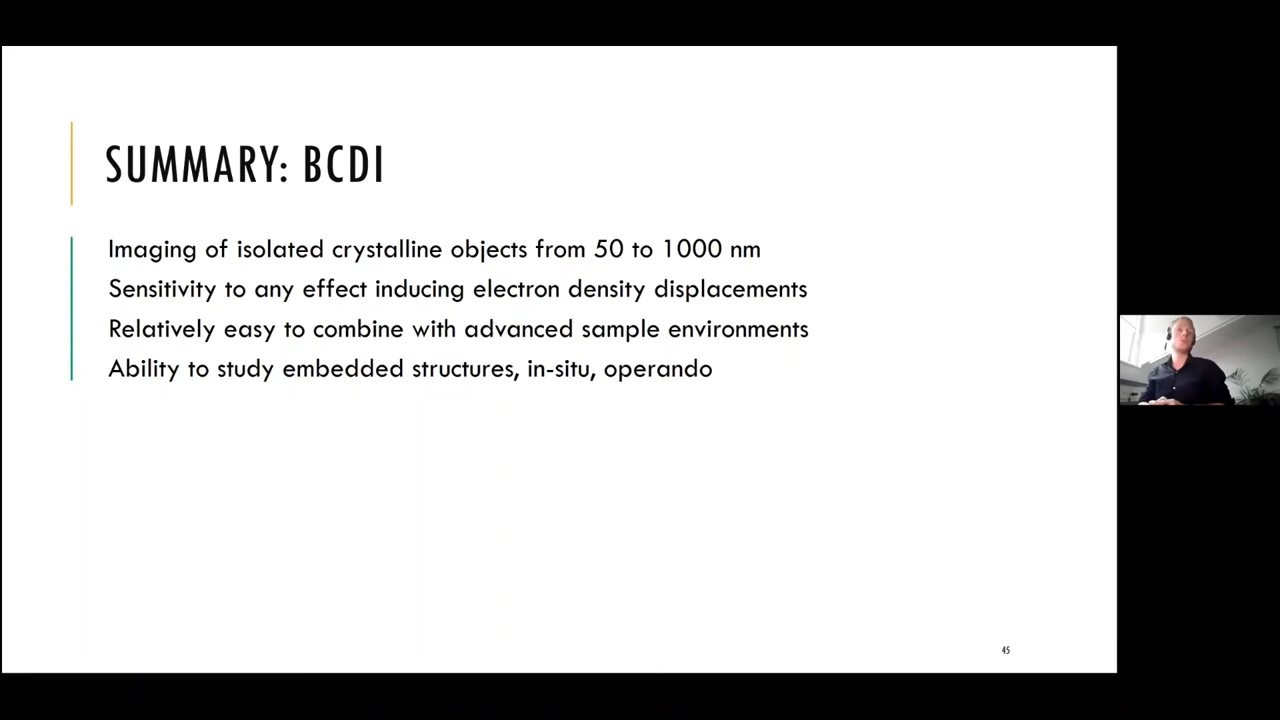 SUMMARY: BCDI
Imaging of isolated crystalline objects from 50 to 1000 nm
Sensitivity to any effect inducing electron density displacements
Relatively easy to combine with advanced sample environments
Ability to study embedded structures, in-situ, operando
45